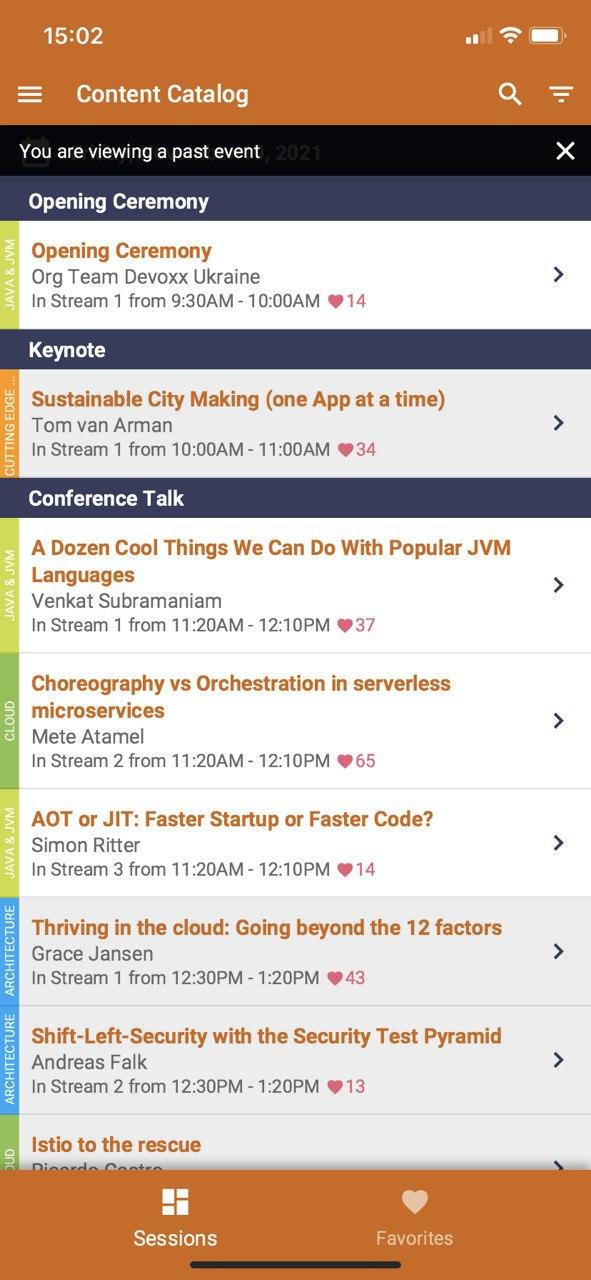 15:02
Content Catalog
You are viewing a past event
, 2021
Opening Ceremony
JAVA & JVM
Opening Ceremony
Org Team Devoxx Ukraine
In Stream 1 from 9:30AM - 10:00AM 14
Keynote
CUTTING EDGE ...
Sustainable City Making (one App at a time)
Tom van Arman
In Stream 1 from 10:00AM - 11:00AM 34
Conference Talk
JAVA & JVM
A Dozen Cool Things We Can Do With Popular JVM
Languages
Venkat Subramaniam
In Stream 1 from 11:20AM - 12:10PM 37
CLOUD
Choreography vs Orchestration in serverless
microservices
Mete Atamel
In Stream 2 from 11:20AM - 12:10PM 65
JAVA & JVM
AOT or JIT: Faster Startup or Faster Code?
Simon Ritter
In Stream 3 from 11:20AM - 12:10PM 14
ARCHITECTURE
Thriving in the cloud: Going beyond the 12 factors
Grace Jansen
In Stream 1 from 12:30PM - 1:20PM 43
ARCHITECTURE
Shift-Left-Security with the Security Test Pyramid
Andreas Falk
In Stream 2 from 12:30PM - 1:20PM 13
Istio to the rescue
Ricardo Castro
Sessions
Favorites